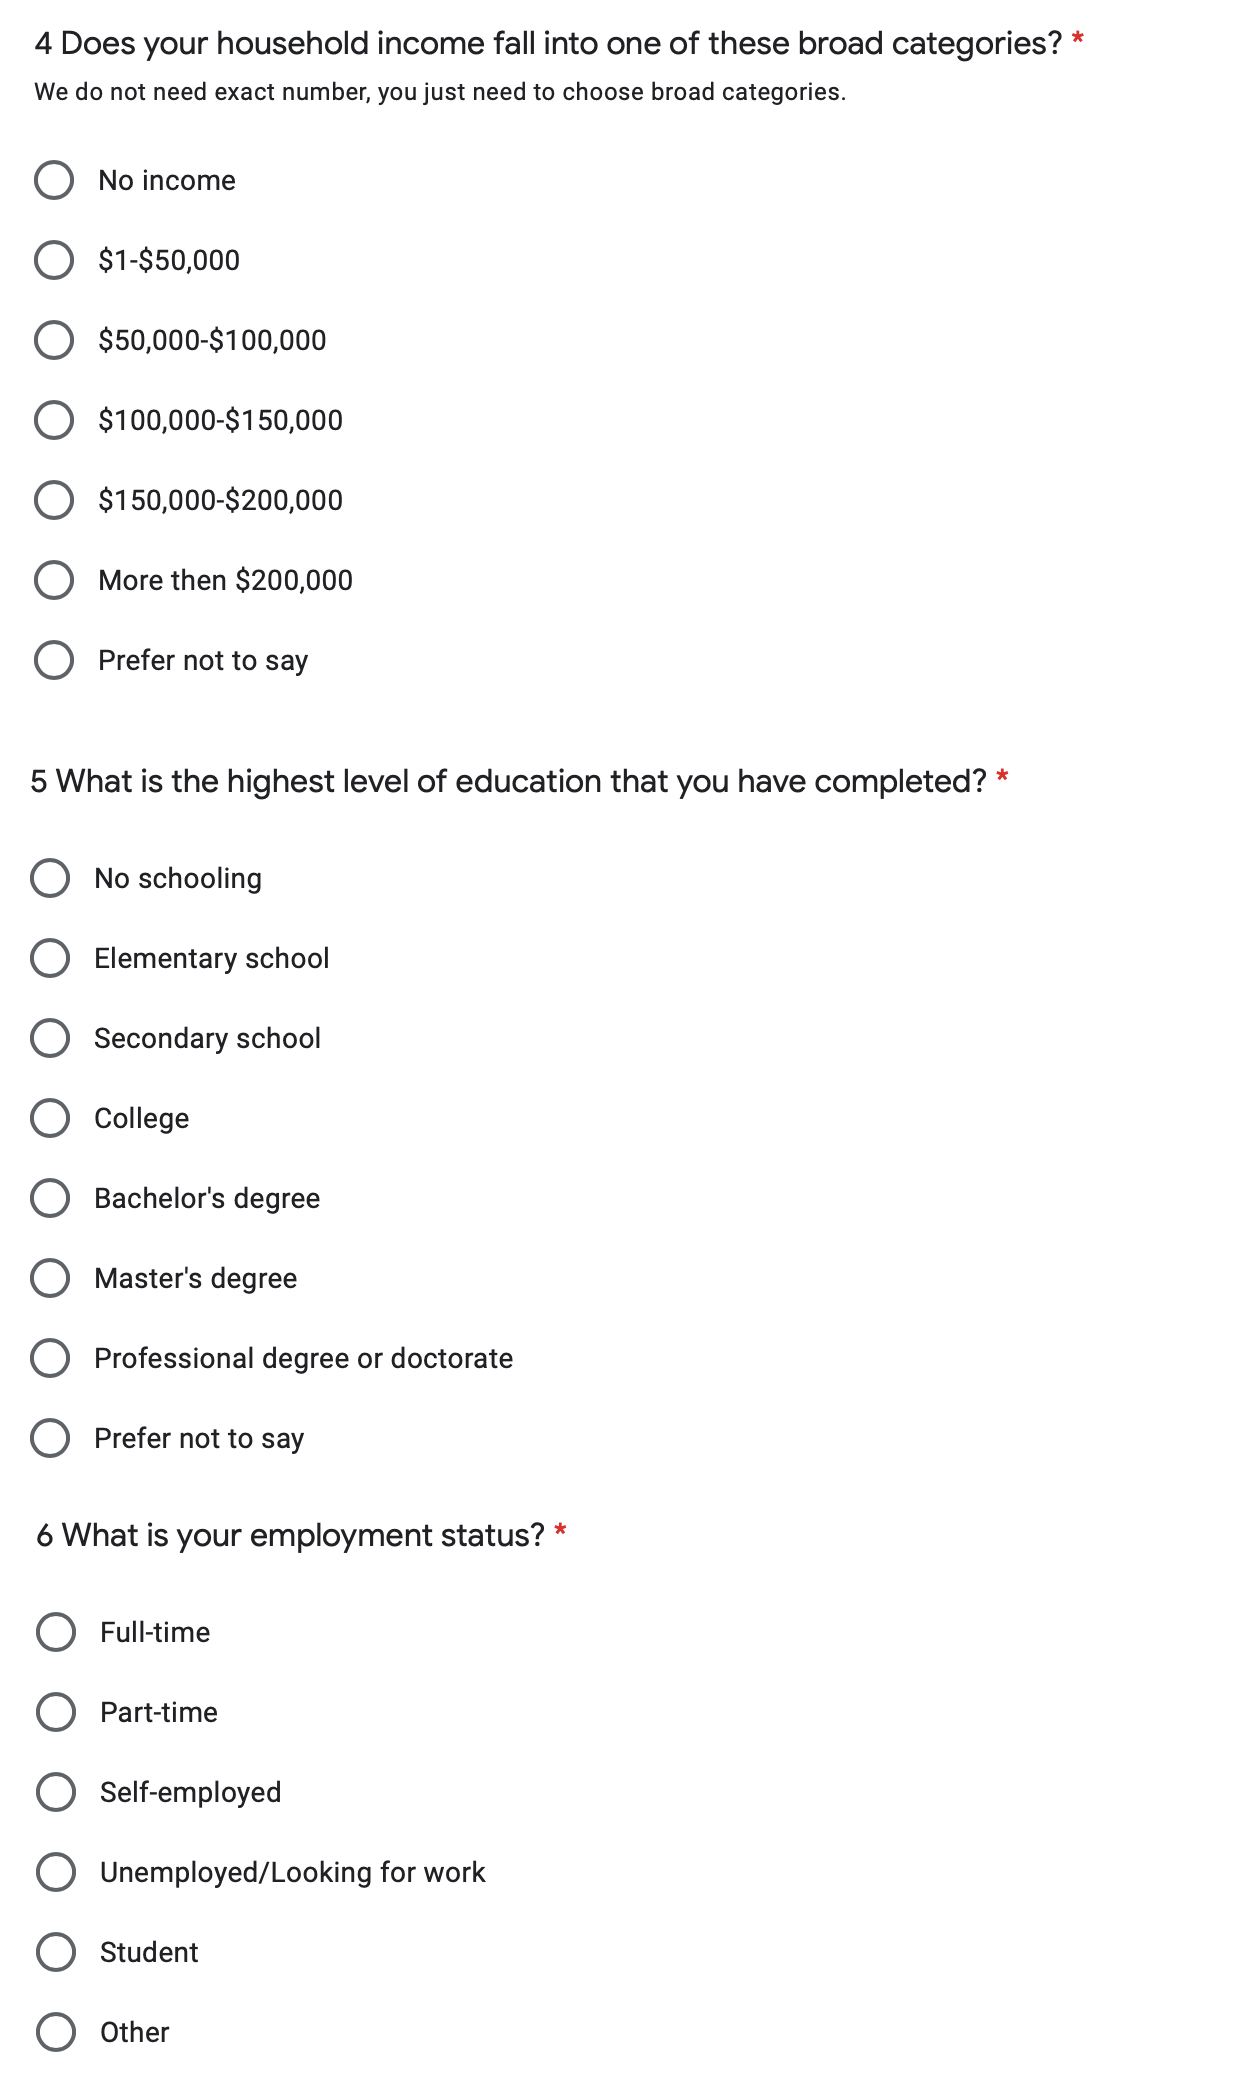 4 Does your household income fall into one of these broad categories? *
We do not need exact number, you just need to choose broad categories.
No income
$1-$50,000
$50,000-$100,000
$100,000-$150,000
$150,000-$200,000
More then $200,000
Prefer not to say
5 What is the highest level of education that you have completed? *
No schooling
Elementary school
Secondary school
College
Bachelor's degree
Master's degree
Professional degree or doctorate
Prefer not to say
6 What is your employment status? *
Full-time
Part-time
Self-employed
Unemployed/Looking for work
Student
Other